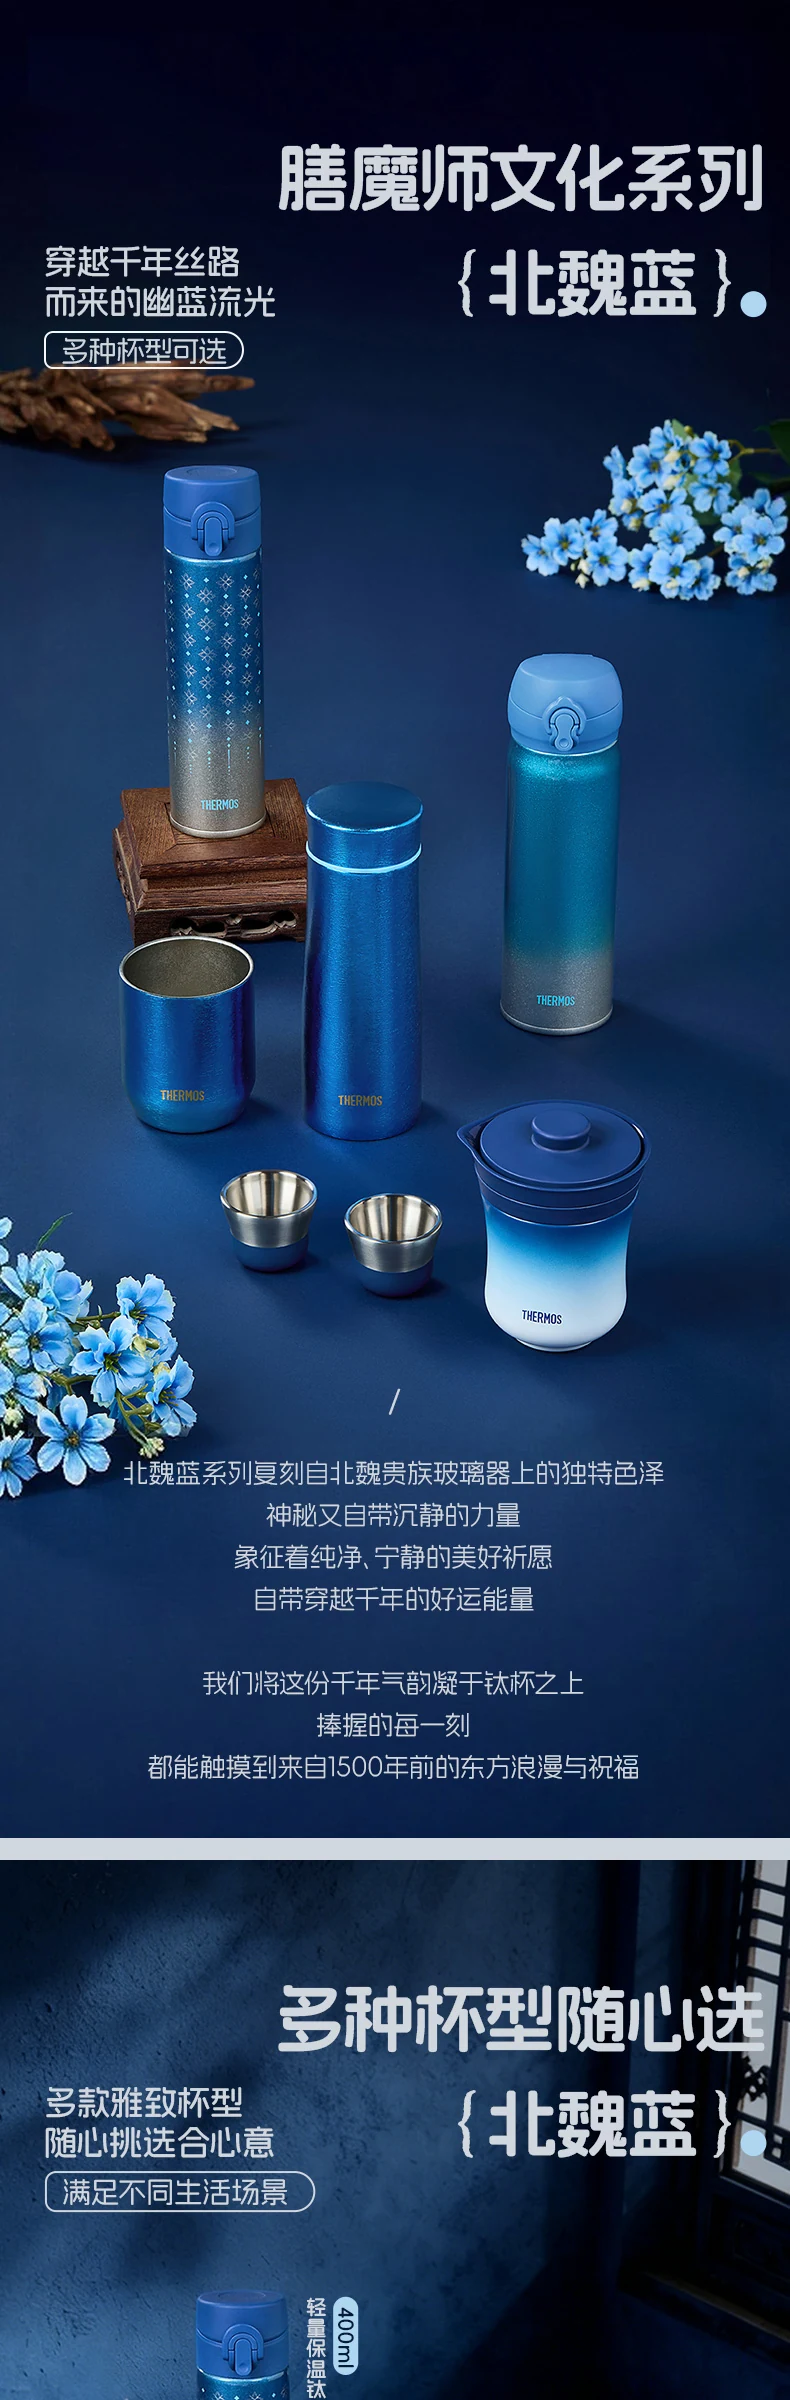 膳魔师文化系列
{北魏蓝}
穿越千年丝路
而来的幽蓝流光
多种杯型可选
THERMOS
THERMOS
THERMOS
THERMOS
THERMOS
/
北魏蓝系列复刻自北魏贵族玻璃器上的独特色泽
神秘又自带沉静的力量
象征着纯净、宁静的美好祈愿
自带穿越千年的好运能量
我们将这份千年气韵凝于钛杯之上
捧握的每一刻
都能触摸到来自1500年前的东方浪漫与祝福
多种杯型随心选
{北魏蓝}
多款雅致杯型
随心挑选合心意
满足不同生活场景
轻量保温钛
400ml